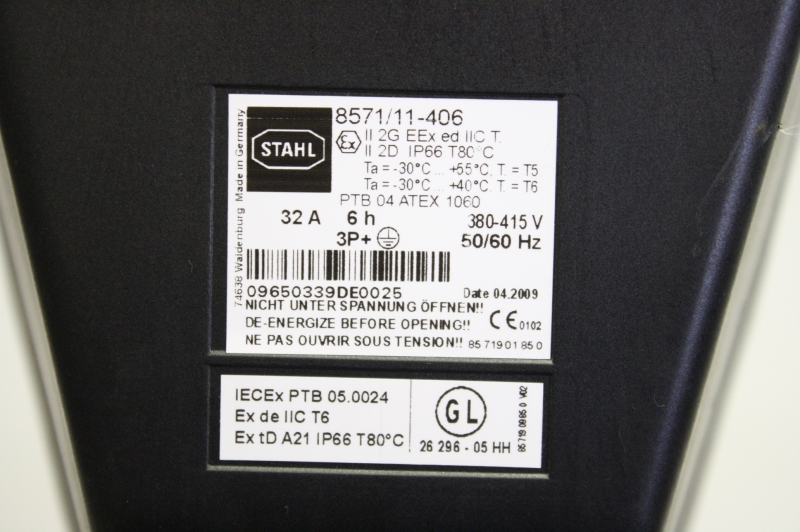 74638 Waldenburg Made in Germany
STAHL
8571/11-406
Ex
II 2G EEx ed IIC T.
II 2D IP66 T80°C
Ta = -30°C ... +55°C, T. = T5
Ta = -30°C ... +40°C, T. = T6
PTB 04 ATEX 1060
32 A 6 h 380-415 V
3P+ 50/60 Hz
09650339DE0025 Date 04.2009
NICHT UNTER SPANNUNG ÖFFNEN!!
DE-ENERGIZE BEFORE OPENING!! CE 0102
NE PAS OUVRIR SOUS TENSION!! 85 719 01 85 0
IECEx PTB 05.0024
Ex de IIC T6
Ex tD A21 IP66 T80°C
GL
26 296 - 05 HH